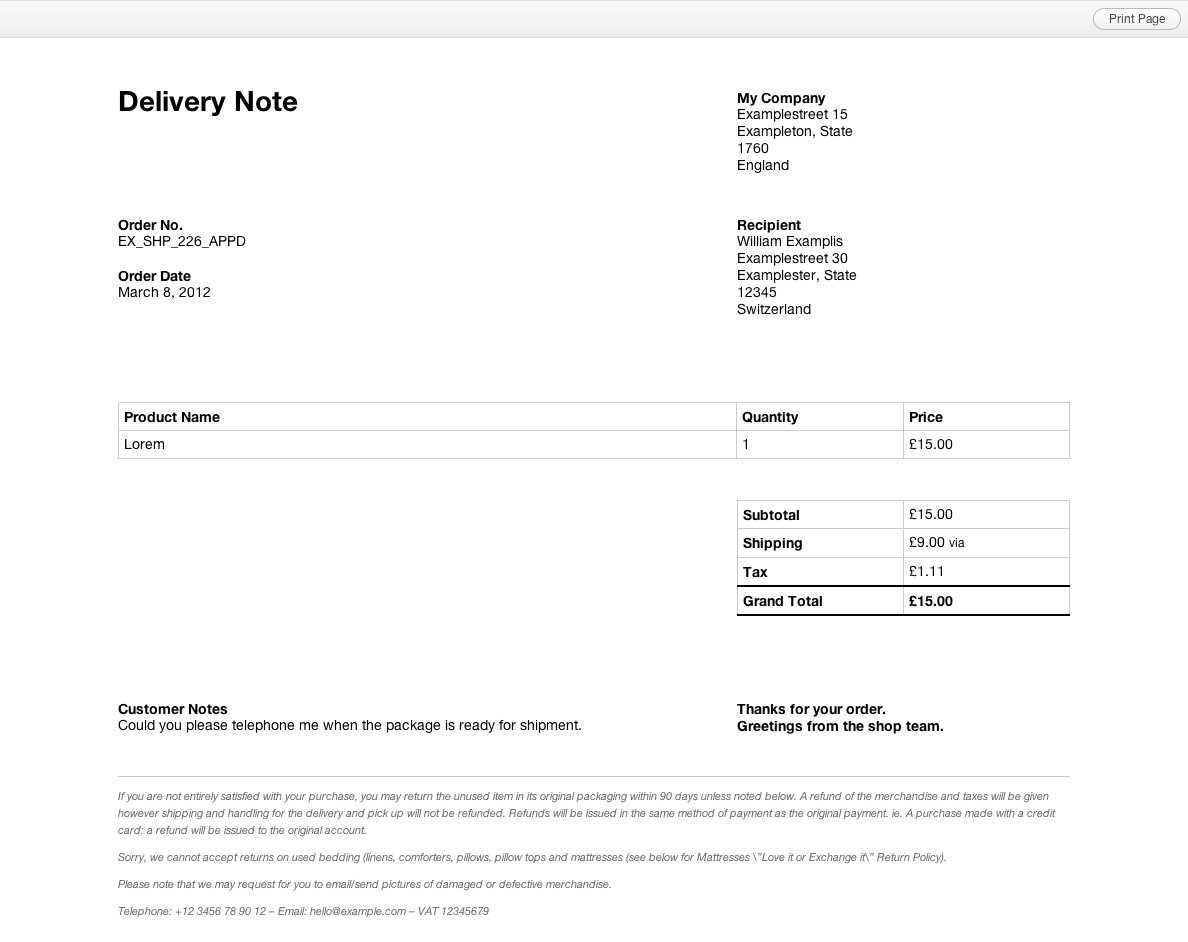 Print Page
Delivery Note
My Company
Examplestreet 15
Exampleton, State
1760
England
Order No.
EX_SHP_226_APPD
Order Date
March 8, 2012
Recipient
William Examplis
Examplestreet 30
Examplester, State
12345
Switzerland
Product Name Quantity Price
Lorem 1 £15.00
Subtotal £15.00
Shipping £9.00 via
Tax £1.11
Grand Total £15.00
Customer Notes
Could you please telephone me when the package is ready for shipment.
Thanks for your order.
Greetings from the shop team.
If you are not entirely satisfied with your purchase, you may return the unused item in its original packaging within 90 days unless noted below. A refund of the merchandise and taxes will be given
however shipping and handling for the delivery and pick up will not be refunded. Refunds will be issued in the same method of payment as the original payment. ie. A purchase made with a credit
card: a refund will be issued to the original account.
Sorry, we cannot accept returns on used bedding (linens, comforters, pillows, pillow tops and mattresses (see below for Mattresses \"Love it or Exchange it\" Return Policy).
Please note that we may request for you to email/send pictures of damaged or defective merchandise.
Telephone: +12 3456 78 90 12 – Email: hello@example.com – VAT 12345679